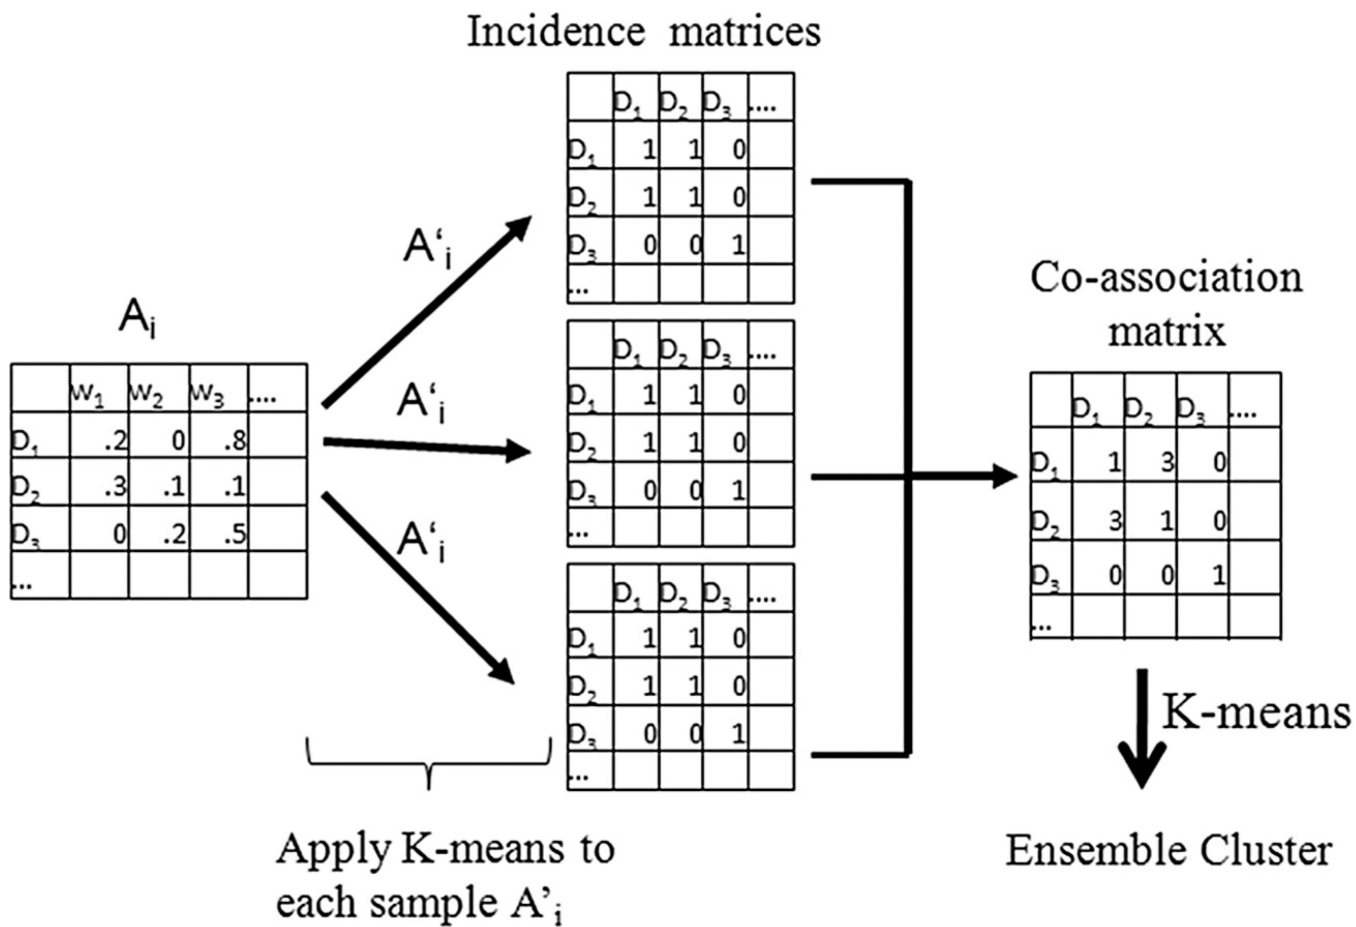 Incidence matrices
D1 D2 D3 ....
D1 1 1 0
D2 1 1 0
D3 0 0 1
...
A‘i
Ai
w1 w2 w3 ....
D1 .2 0 .8
D2 .3 .1 .1
D3 0 .2 .5
...
A‘i
D1 D2 D3 ....
D1 1 1 0
D2 1 1 0
D3 0 0 1
...
A‘i
D1 D2 D3 ....
D1 1 1 0
D2 1 1 0
D3 0 0 1
...
Apply K-means to
each sample A’i
Co-association
matrix
D1 D2 D3 ....
D1 1 3 0
D2 3 1 0
D3 0 0 1
...
K-means
Ensemble Cluster